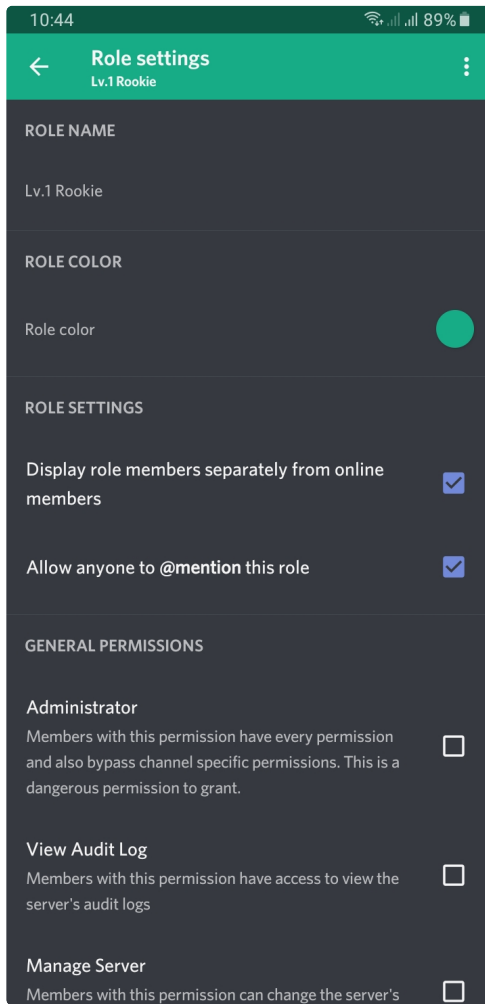 10:44
89%
Role settings
Lv.1 Rookie
ROLE NAME
Lv.1 Rookie
ROLE COLOR
Role color
ROLE SETTINGS
Display role members separately from online
members
Allow anyone to @mention this role
GENERAL PERMISSIONS
Administrator
Members with this permission have every permission
and also bypass channel specific permissions. This is a
dangerous permission to grant.
View Audit Log
Members with this permission have access to view the
server's audit logs
Manage Server
Members with this permission can change the server's